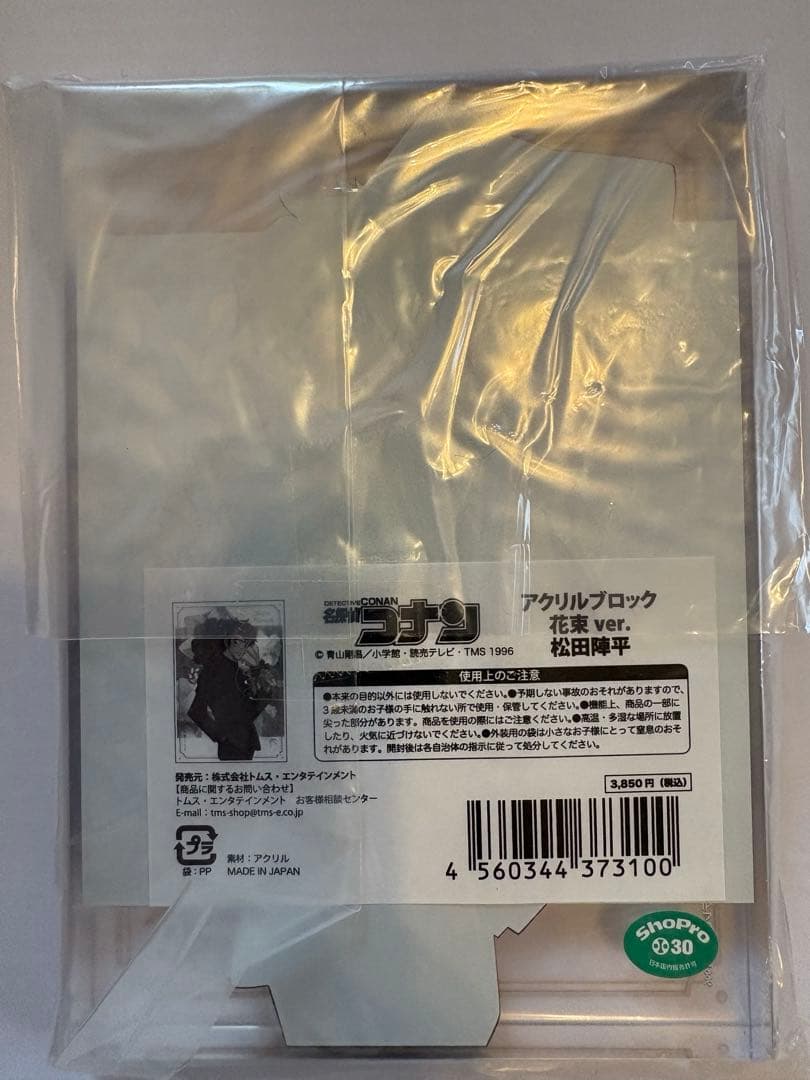 DETECTIVE CONAN
名探偵コナン
© 青山剛昌/小学館・読売テレビ・TMS 1996
アクリルブロック
花束 ver.
松田陣平
使用上のご注意
●本来の目的以外には使用しないでください。●予期しない事故のおそれがありますので、
3歳未満のお子様の手に触れない所で使用・保管してください。●機能上、商品の一部に
尖った部分があります。商品を使用の際にはご注意ください。●高温・多湿な場所に放置
したり、火気に近づけないでください。●外装用の袋は小さなお子様にとって窒息のおそ
れがあります。開封後は各自治体の指示に従って処分してください。
発売元:株式会社トムス・エンタテインメント
【商品に関するお問い合わせ】
トムス・エンタテインメント お客様相談センター
E-mail:tms-shop@tms-e.co.jp
3,850円(税込)
プラ
袋:PP
素材:アクリル
MADE IN JAPAN
4 560344 373100
ShoPro
30
日本国内販売許可